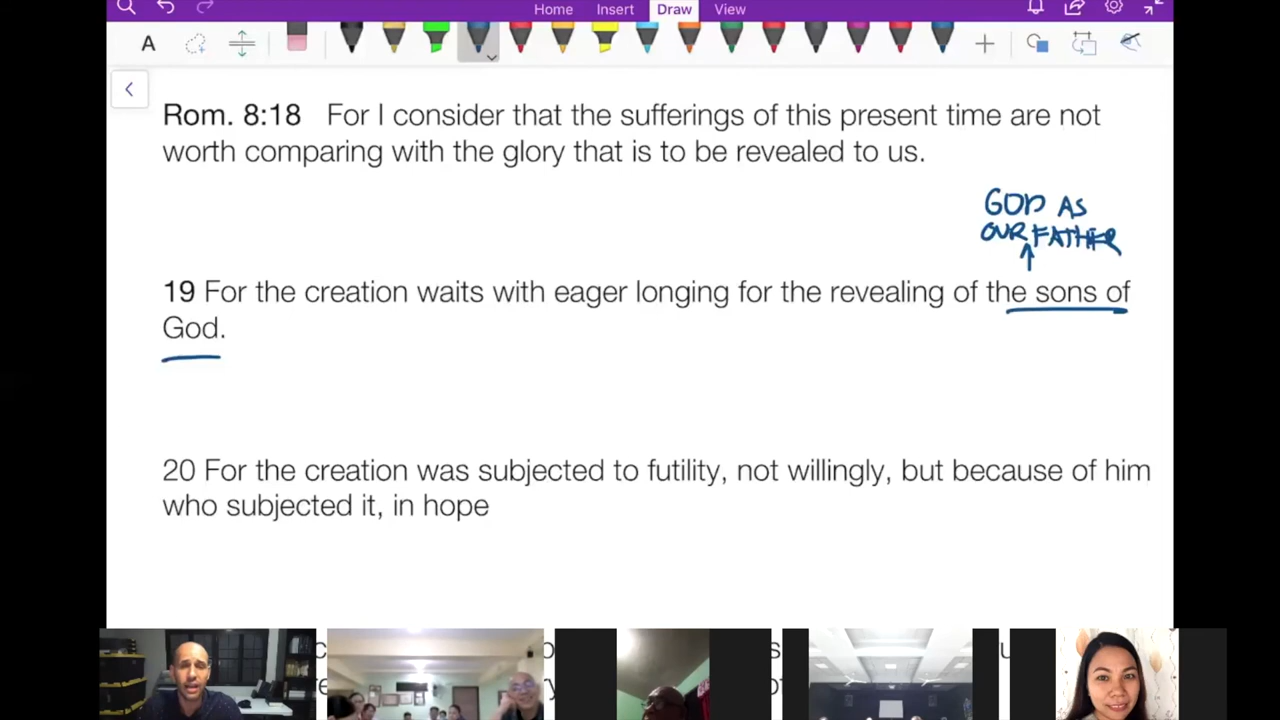 Home Insert Draw View
A
Rom. 8:18 For I consider that the sufferings of this present time are not
worth comparing with the glory that is to be revealed to us.
GOD AS
OUR FATHER
19 For the creation waits with eager longing for the revealing of the sons of
God.
20 For the creation was subjected to futility, not willingly, but because of him
who subjected it, in hope